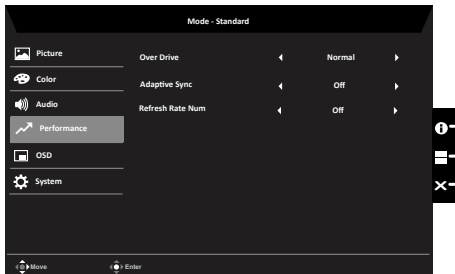 Mode - Standard
Picture
Over Drive Normal
Color
Adaptive Sync Off
Audio
Refresh Rate Num Off
Performance
OSD
System
Move Enter